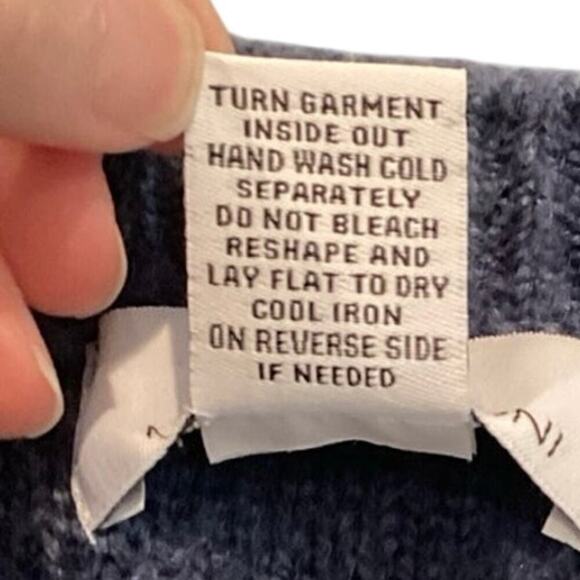 TURN GARMENT
INSIDE OUT
HAND WASH COLD
SEPARATELY
DO NOT BLEACH
RESHAPE AND
LAY FLAT TO DRY
COOL IRON
ON REVERSE SIDE
IF NEEDED